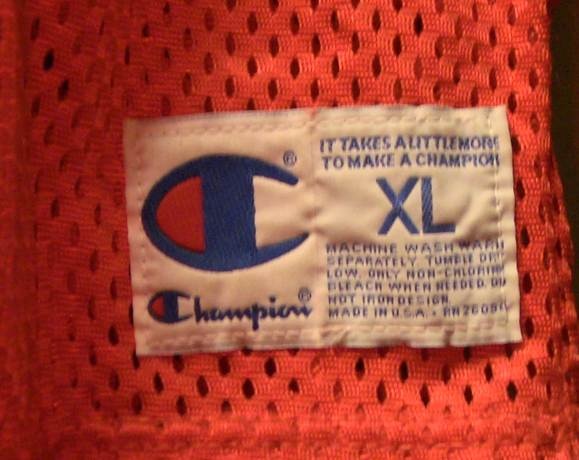 ®
IT TAKES A LITTLE MORE
TO MAKE A CHAMPION
XL
MACHINE WASH WARM
SEPARATELY. TUMBLE DRY
LOW. ONLY NON-CHLORINE
BLEACH WHEN NEEDED. DO
NOT IRON DESIGN.
MADE IN U.S.A. •
Champion®